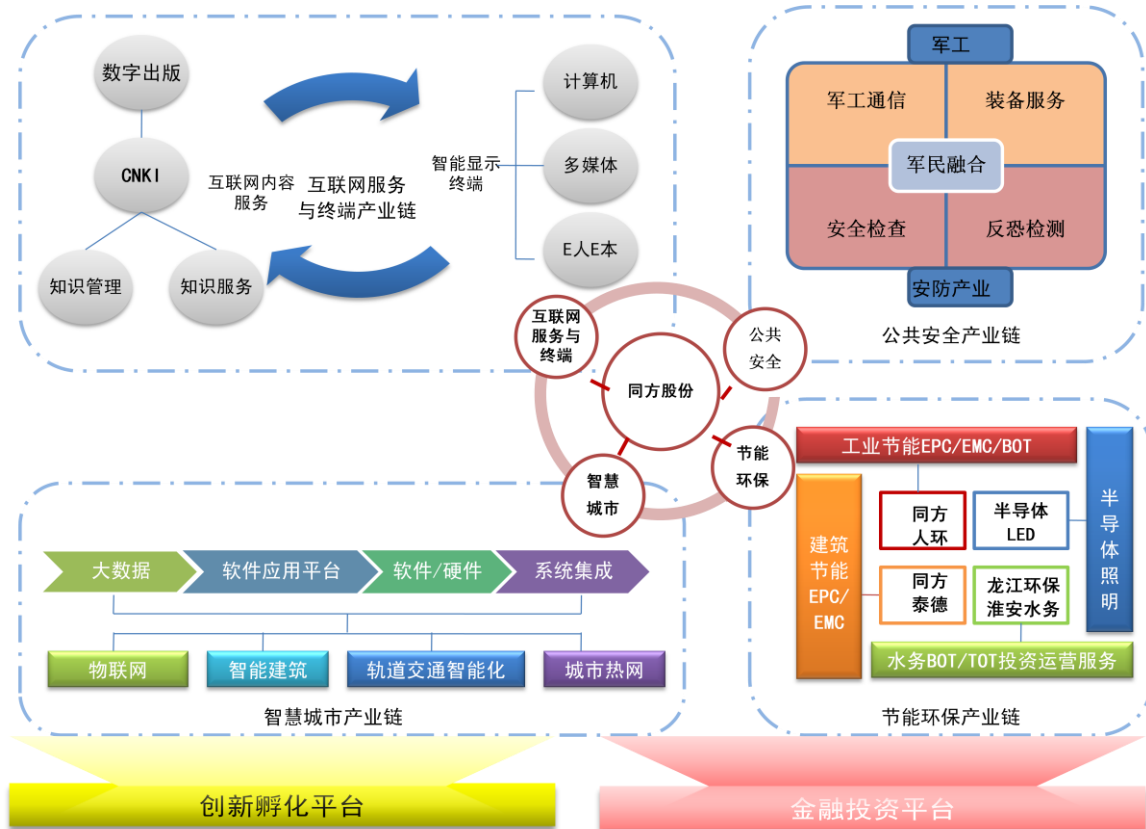 数字出版
CNKI
知识管理
知识服务
互联网内容
服务
互联网服务
与终端产业链
智能显示
终端
计算机
多媒体
E人E本
军工
军工通信
装备服务
军民融合
安全检查
反恐检测
安防产业
公共安全产业链
互联网
服务与
终端
公共
安全
同方股份
智慧
城市
节能
环保
大数据
软件应用平台
软件/硬件
系统集成
物联网
智能建筑
轨道交通智能化
城市热网
智慧城市产业链
工业节能EPC/EMC/BOT
建筑
节能
EPC/
EMC
同方
人环
半导体
LED
同方
泰德
龙江环保
淮安水务
半导体照明
水务BOT/TOT投资运营服务
节能环保产业链
创新孵化平台
金融投资平台